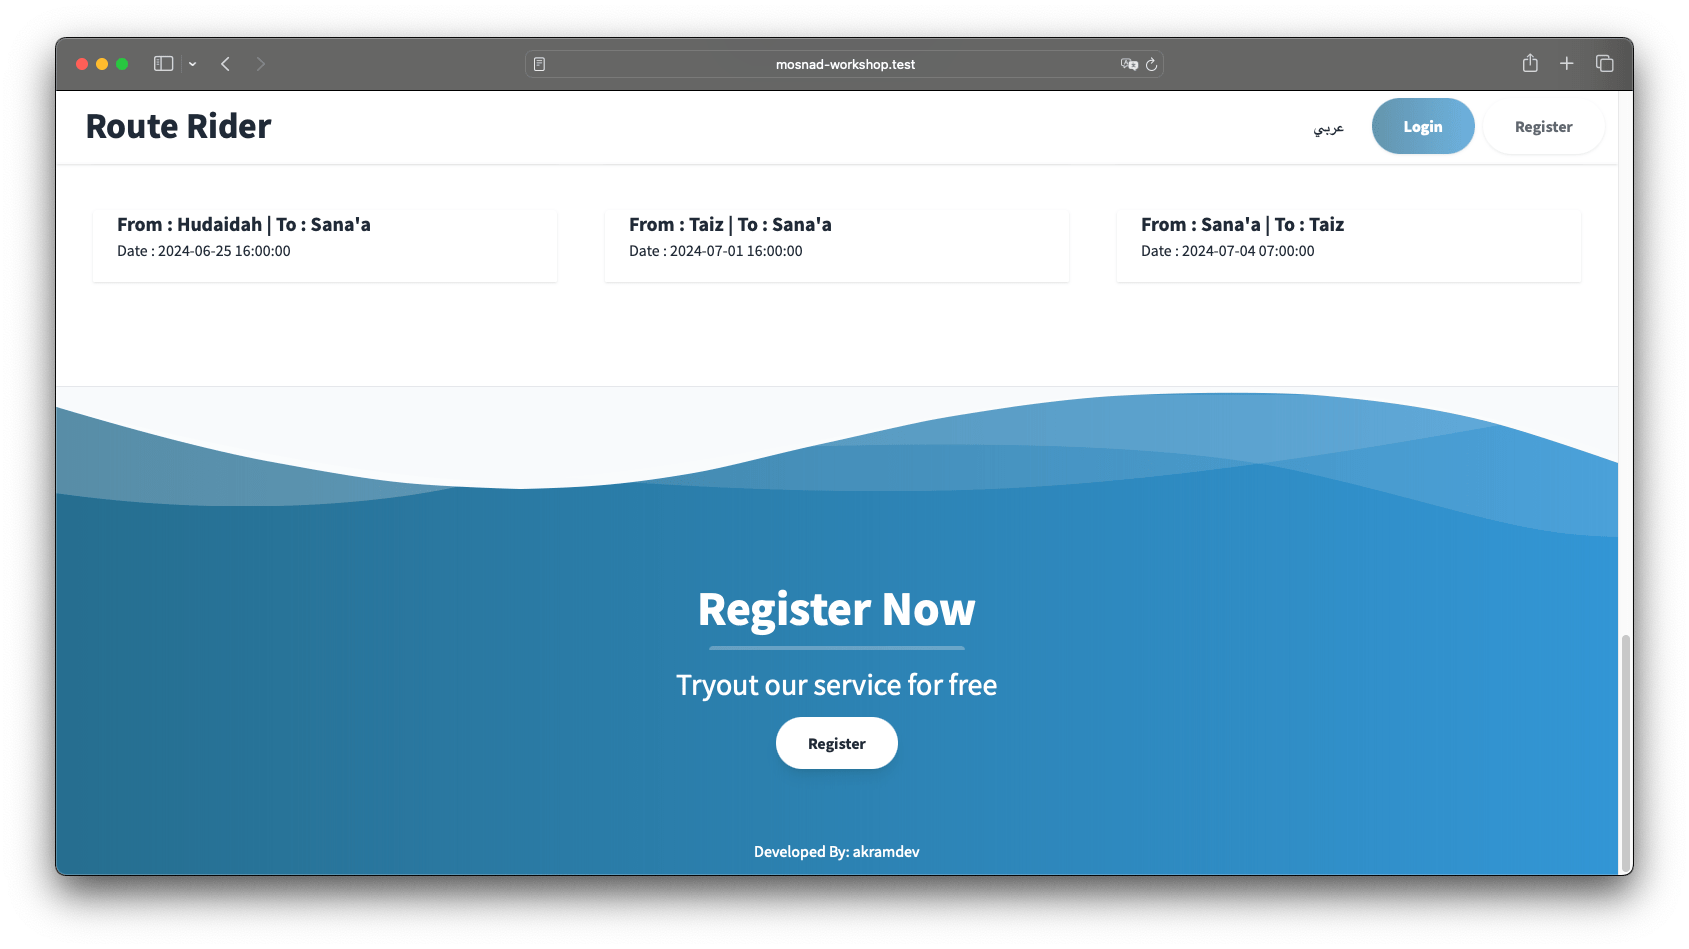 mosnad-workshop.test
Route Rider
عربي
Login
Register
From : Hudaidah | To : Sana'a
Date : 2024-06-25 16:00:00
From : Taiz | To : Sana'a
Date : 2024-07-01 16:00:00
From : Sana'a | To : Taiz
Date : 2024-07-04 07:00:00
Register Now
Tryout our service for free
Register
Developed By: akramdev